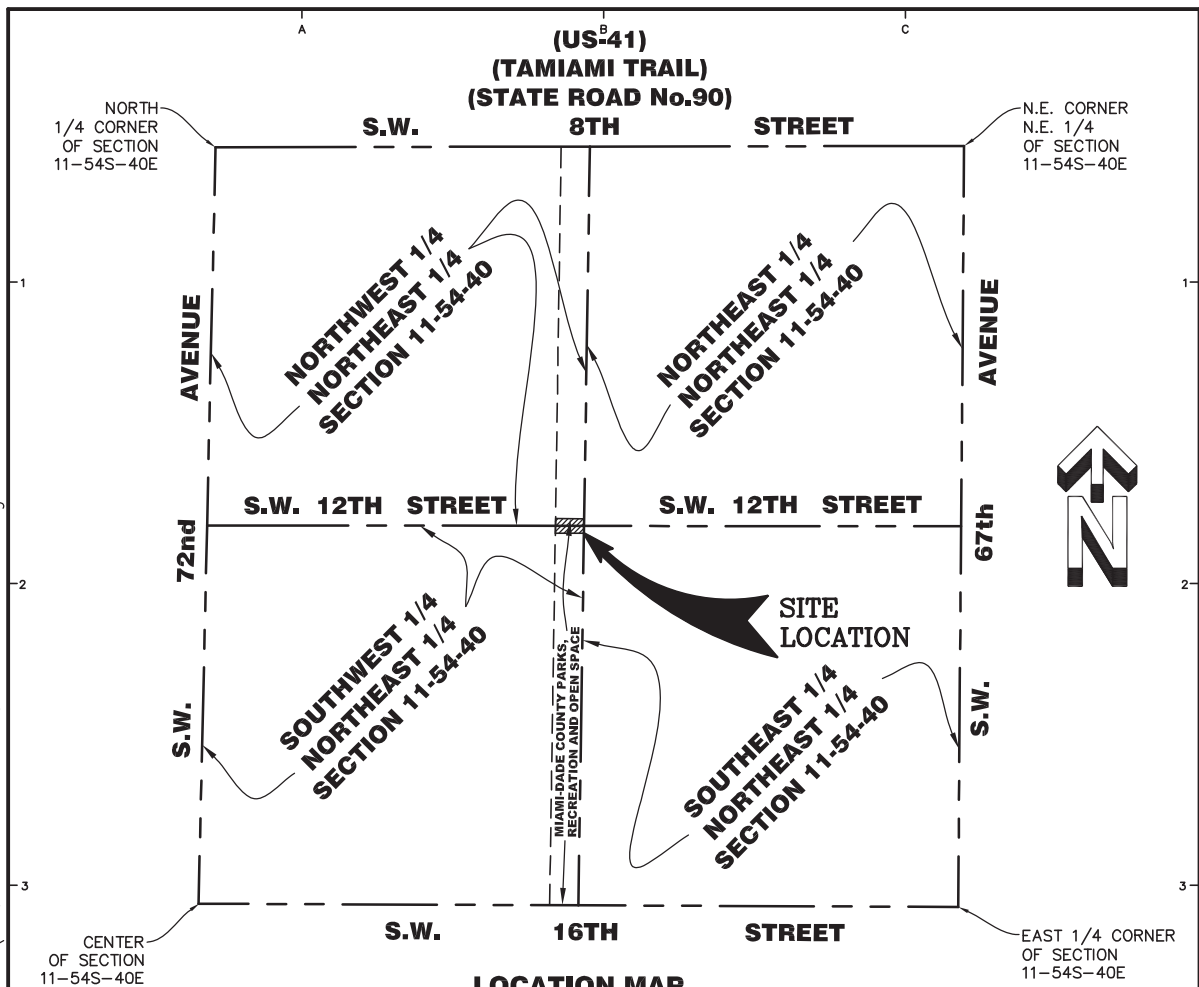 A
B
C
(US-41)
(TAMIAMI TRAIL)
(STATE ROAD No.90)
S.W. 8TH STREET
NORTH
1/4 CORNER
OF SECTION
11-54S-40E
N.E. CORNER
N.E. 1/4
OF SECTION
11-54S-40E
1
1
NORTHWEST 1/4
NORTHEAST 1/4
SECTION 11-54-40
NORTHEAST 1/4
NORTHEAST 1/4
SECTION 11-54-40
AVENUE
AVENUE
S.W. 12TH STREET
S.W. 12TH STREET
72nd
67th
N
2
2
SITE
LOCATION
MIAMI-DADE COUNTY PARKS,
RECREATION AND OPEN SPACE
SOUTHWEST 1/4
NORTHEAST 1/4
SECTION 11-54-40
SOUTHEAST 1/4
NORTHEAST 1/4
SECTION 11-54-40
S.W.
S.W.
3
3
S.W. 16TH STREET
CENTER
OF SECTION
11-54S-40E
EAST 1/4 CORNER
OF SECTION
11-54S-40E
LOCATION MAP